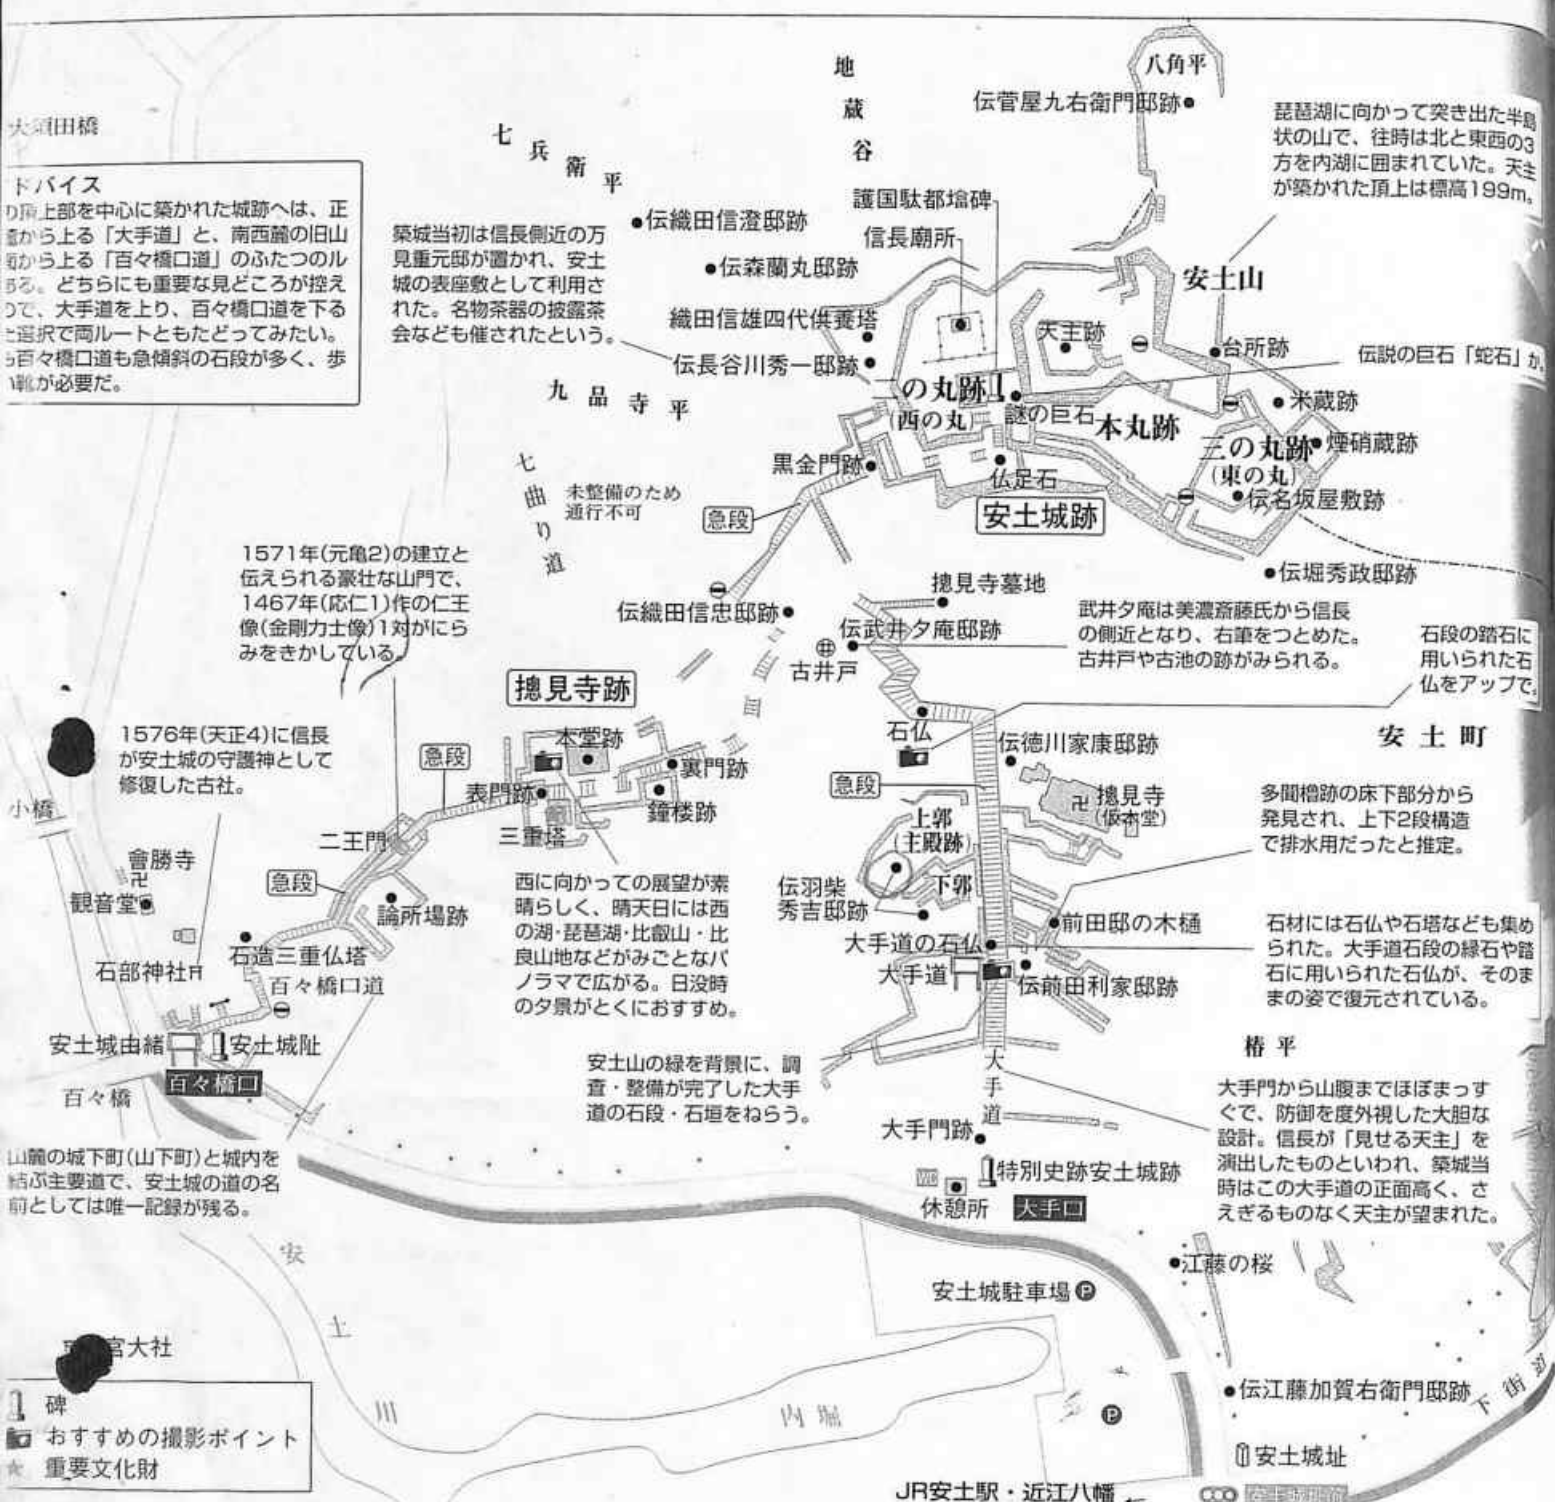 大須田橋
ドバイス
の頂上部を中心に築かれた城跡へは、正
から上る「大手道」と、南西麓の旧山
から上る「百々橋口道」のふたつのル
ある。どちらにも重要な見どころが控え
ので、大手道を上り、百々橋口道を下る
選択で両ルートともたどってみたい。
百々橋口道も急傾斜の石段が多く、歩
い靴が必要だ。
七兵衛平
地蔵谷
八角平
伝菅屋九右衛門邸跡
琵琶湖に向かって突き出た半島
状の山で、往時は北と東西の3
方を内湖に囲まれていた。天主
が築かれた頂上は標高199m。
護国駄都塔碑
信長廟所
伝織田信澄邸跡
伝森蘭丸邸跡
築城当初は信長側近の万
見重元邸が置かれ、安土
城の表座敷として利用さ
れた。名物茶器の披露茶
会なども催されたという。
織田信雄四代供養塔
伝長谷川秀一邸跡
安土山
天主跡
台所跡
伝説の巨石「蛇石」か。
九品寺平
の丸跡
(西の丸)
謎の巨石
本丸跡
米蔵跡
三の丸跡
(東の丸)
煙硝蔵跡
黒金門跡
仏足石
伝名坂屋敷跡
安土城跡
七曲り道
未整備のため
通行不可
急段
伝堀秀政邸跡
1571年(元亀2)の建立と
伝えられる豪壮な山門で、
1467年(応仁1)作の仁王
像(金剛力士像)1対がにら
みをきかしている。
伝織田信忠邸跡
摠見寺墓地
伝武井夕庵邸跡
古井戸
武井夕庵は美濃斎藤氏から信長
の側近となり、右筆をつとめた。
古井戸や古池の跡がみられる。
石段の踏石に
用いられた石
仏をアップで。
摠見寺跡
石仏
安土町
1576年(天正4)に信長
が安土城の守護神として
修復した古社。
急段
本堂跡
裏門跡
表門跡
鐘楼跡
三重塔
伝徳川家康邸跡
急段
摠見寺
(仮本堂)
上郭
(主殿跡)
下郭
多聞櫓跡の床下部分から
発見され、上下2段構造
で排水用だったと推定。
小橋
二王門
會勝寺
観音堂
急段
論所場跡
西に向かっての展望が素
晴らしく、晴天日には西
の湖・琵琶湖・比叡山・比
良山地などがみごとなパ
ノラマで広がる。日没時
の夕景がとくにおすすめ。
伝羽柴
秀吉邸跡
前田邸の木樋
大手道の石仏
大手道
伝前田利家邸跡
石材には石仏や石塔なども集め
られた。大手道石段の縁石や踏
石に用いられた石仏が、そのま
まの姿で復元されている。
石造三重仏塔
石部神社
百々橋口道
安土城由緒
安土城址
百々橋口
百々橋
安土山の緑を背景に、調
査・整備が完了した大手
道の石段・石垣をねらう。
大手道
椿平
大手門から山腹までほぼまっす
ぐで、防御を度外視した大胆な
設計。信長が「見せる天主」を
演出したものといわれ、築城当
時はこの大手道の正面高く、さ
えぎるものなく天主が望まれた。
大手門跡
山麓の城下町(山下町)と城内を
結ぶ主要道で、安土城の道の名
前としては唯一記録が残る。
WC
特別史跡安土城跡
休憩所
大手口
江藤の桜
安土川
安土城駐車場 P
宮大社
伝江藤加賀右衛門邸跡
下街道
碑
おすすめの撮影ポイント
重要文化財
内堀
P
安土城址
JR安土駅・近江八幡